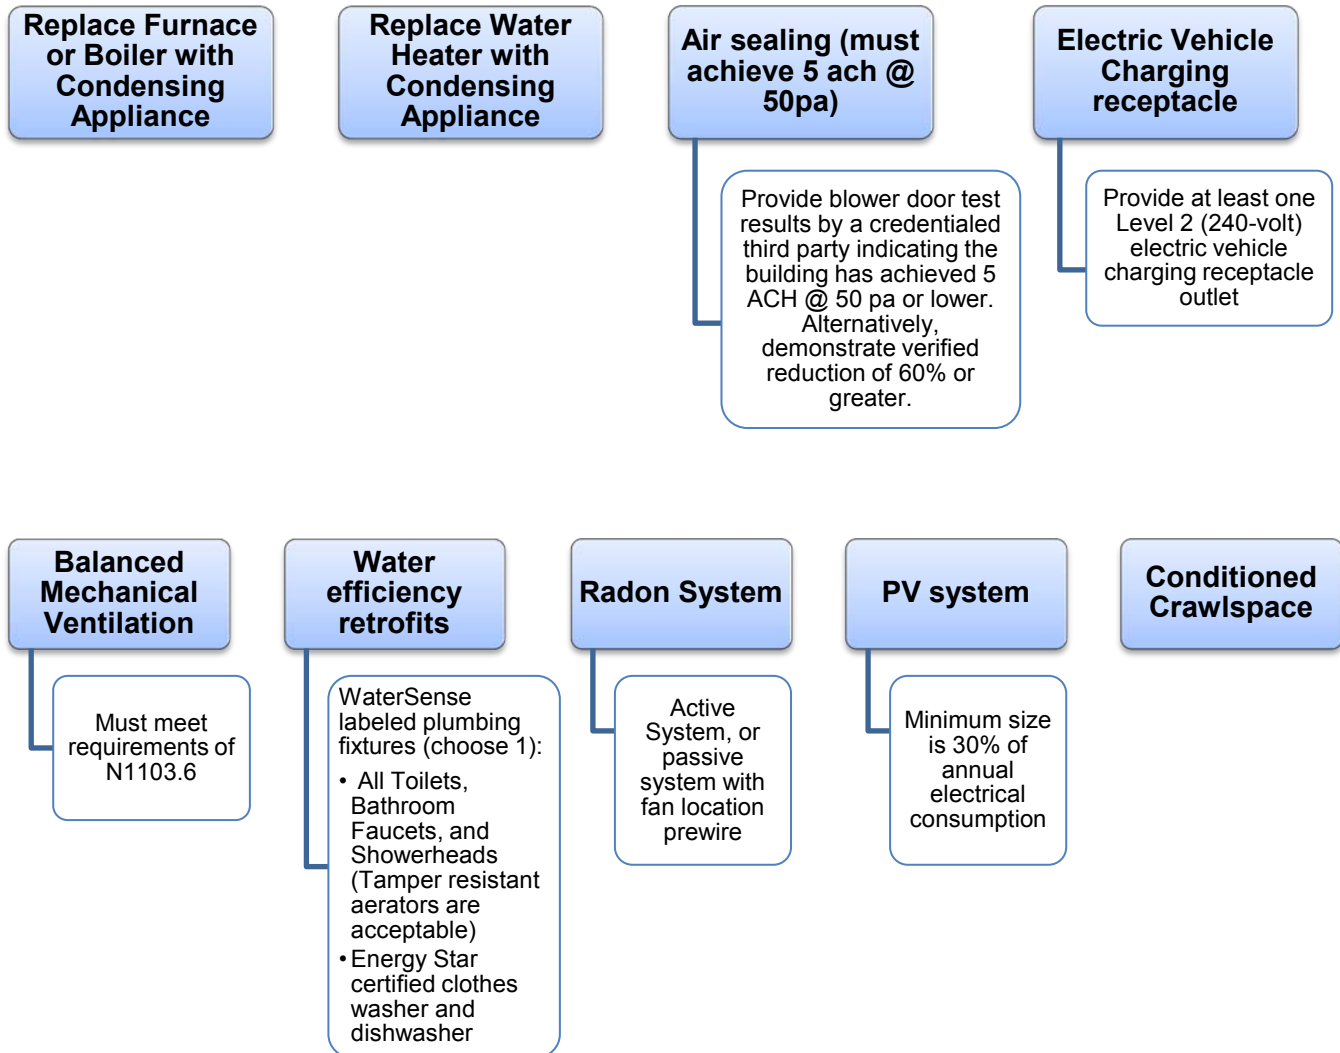 Replace Furnace
or Boiler with
Condensing
Appliance
Replace Water
Heater with
Condensing
Appliance
Air sealing (must
achieve 5 ach @
50pa)
Provide blower door test
results by a credentialed
third party indicating the
building has achieved 5
ACH @ 50 pa or lower.
Alternatively,
demonstrate verified
reduction of 60% or
greater.
Electric Vehicle
Charging
receptacle
Provide at least one
Level 2 (240-volt)
electric vehicle
charging receptacle
outlet
Balanced
Mechanical
Ventilation
Must meet
requirements of
N1103.6
Water
efficiency
retrofits
WaterSense
labeled plumbing
fixtures (choose 1):
• All Toilets,
Bathroom
Faucets, and
Showerheads
(Tamper resistant
aerators are
acceptable)
• Energy Star
certified clothes
washer and
dishwasher
Radon System
Active
System, or
passive
system with
fan location
prewire
PV system
Minimum size
is 30% of
annual
electrical
consumption
Conditioned
Crawlspace